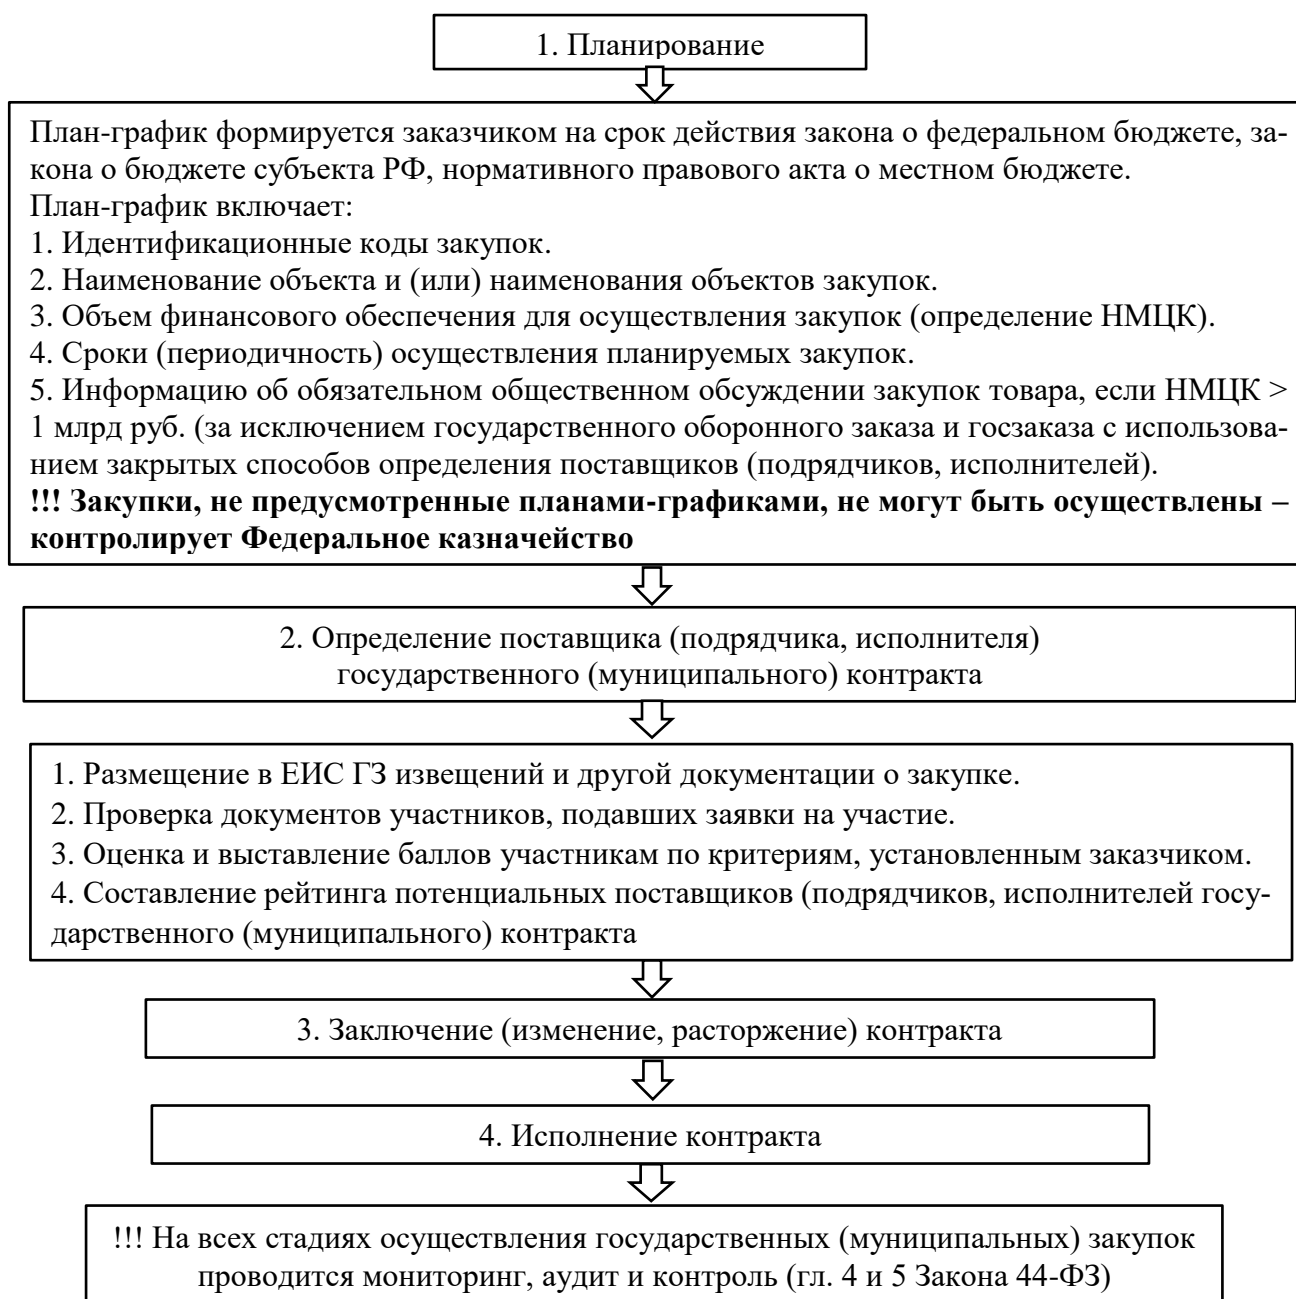 1. Планирование
План-график формируется заказчиком на срок действия закона о федеральном бюджете, за-
кона о бюджете субъекта РФ, нормативного правового акта о местном бюджете.
План-график включает:
1. Идентификационные коды закупок.
2. Наименование объекта и (или) наименования объектов закупок.
3. Объем финансового обеспечения для осуществления закупок (определение НМЦК).
4. Сроки (периодичность) осуществления планируемых закупок.
5. Информацию об обязательном общественном обсуждении закупок товара, если НМЦК >
1 млрд руб. (за исключением государственного оборонного заказа и госзаказа с использова-
нием закрытых способов определения поставщиков (подрядчиков, исполнителей).
!!! Закупки, не предусмотренные планами-графиками, не могут быть осуществлены –
контролирует Федеральное казначейство
2. Определение поставщика (подрядчика, исполнителя)
государственного (муниципального) контракта
1. Размещение в ЕИС ГЗ извещений и другой документации о закупке.
2. Проверка документов участников, подавших заявки на участие.
3. Оценка и выставление баллов участникам по критериям, установленным заказчиком.
4. Составление рейтинга потенциальных поставщиков (подрядчиков, исполнителей госу-
дарственного (муниципального) контракта
3. Заключение (изменение, расторжение) контракта
4. Исполнение контракта
!!! На всех стадиях осуществления государственных (муниципальных) закупок
проводится мониторинг, аудит и контроль (гл. 4 и 5 Закона 44-ФЗ)